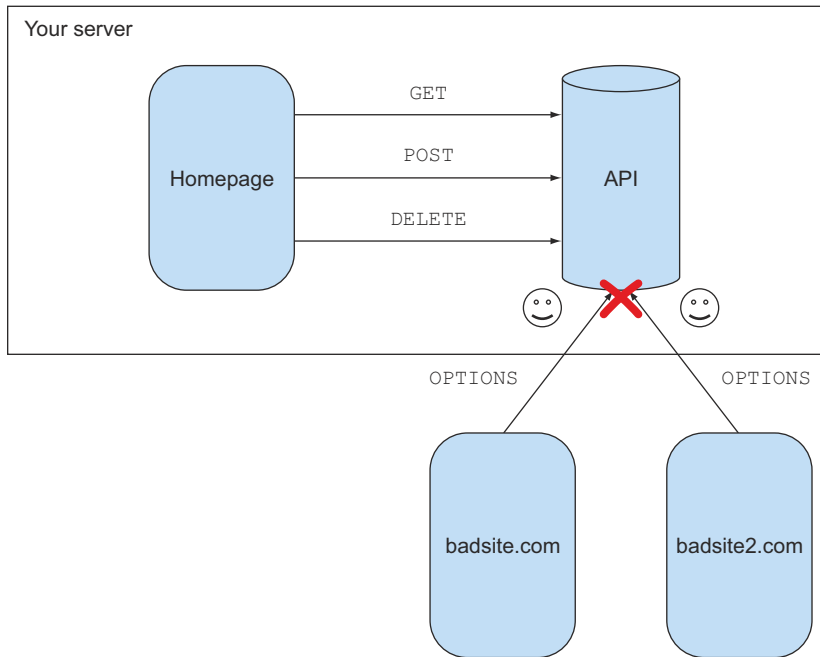 Your server
GET
POST
Homepage
API
DELETE
OPTIONS
OPTIONS
badsite.com
badsite2.com